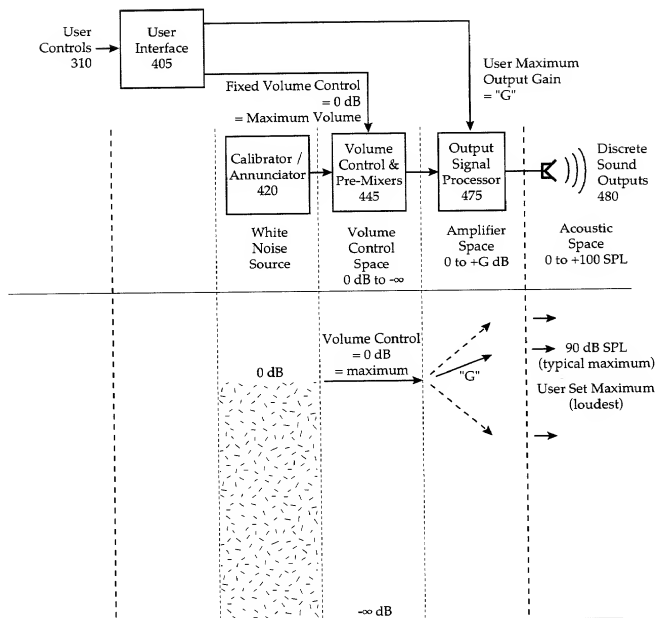 User
Controls
310
User
Interface
405
User Maximum
Output Gain
= "G"
Fixed Volume Control
= 0 dB
= Maximum Volume
Calibrator /
Annunciator
420
Volume
Control &
Pre-Mixers
445
Output
Signal
Processor
475
Discrete
Sound
Outputs
480
White
Noise
Source
Volume
Control
Space
0 dB to -∞
Amplifier
Space
0 to +G dB
Acoustic
Space
0 to +100 SPL
Volume Control
= 0 dB
= maximum
0 dB
"G"
90 dB SPL
(typical maximum)
User Set Maximum
(loudest)
-∞ dB